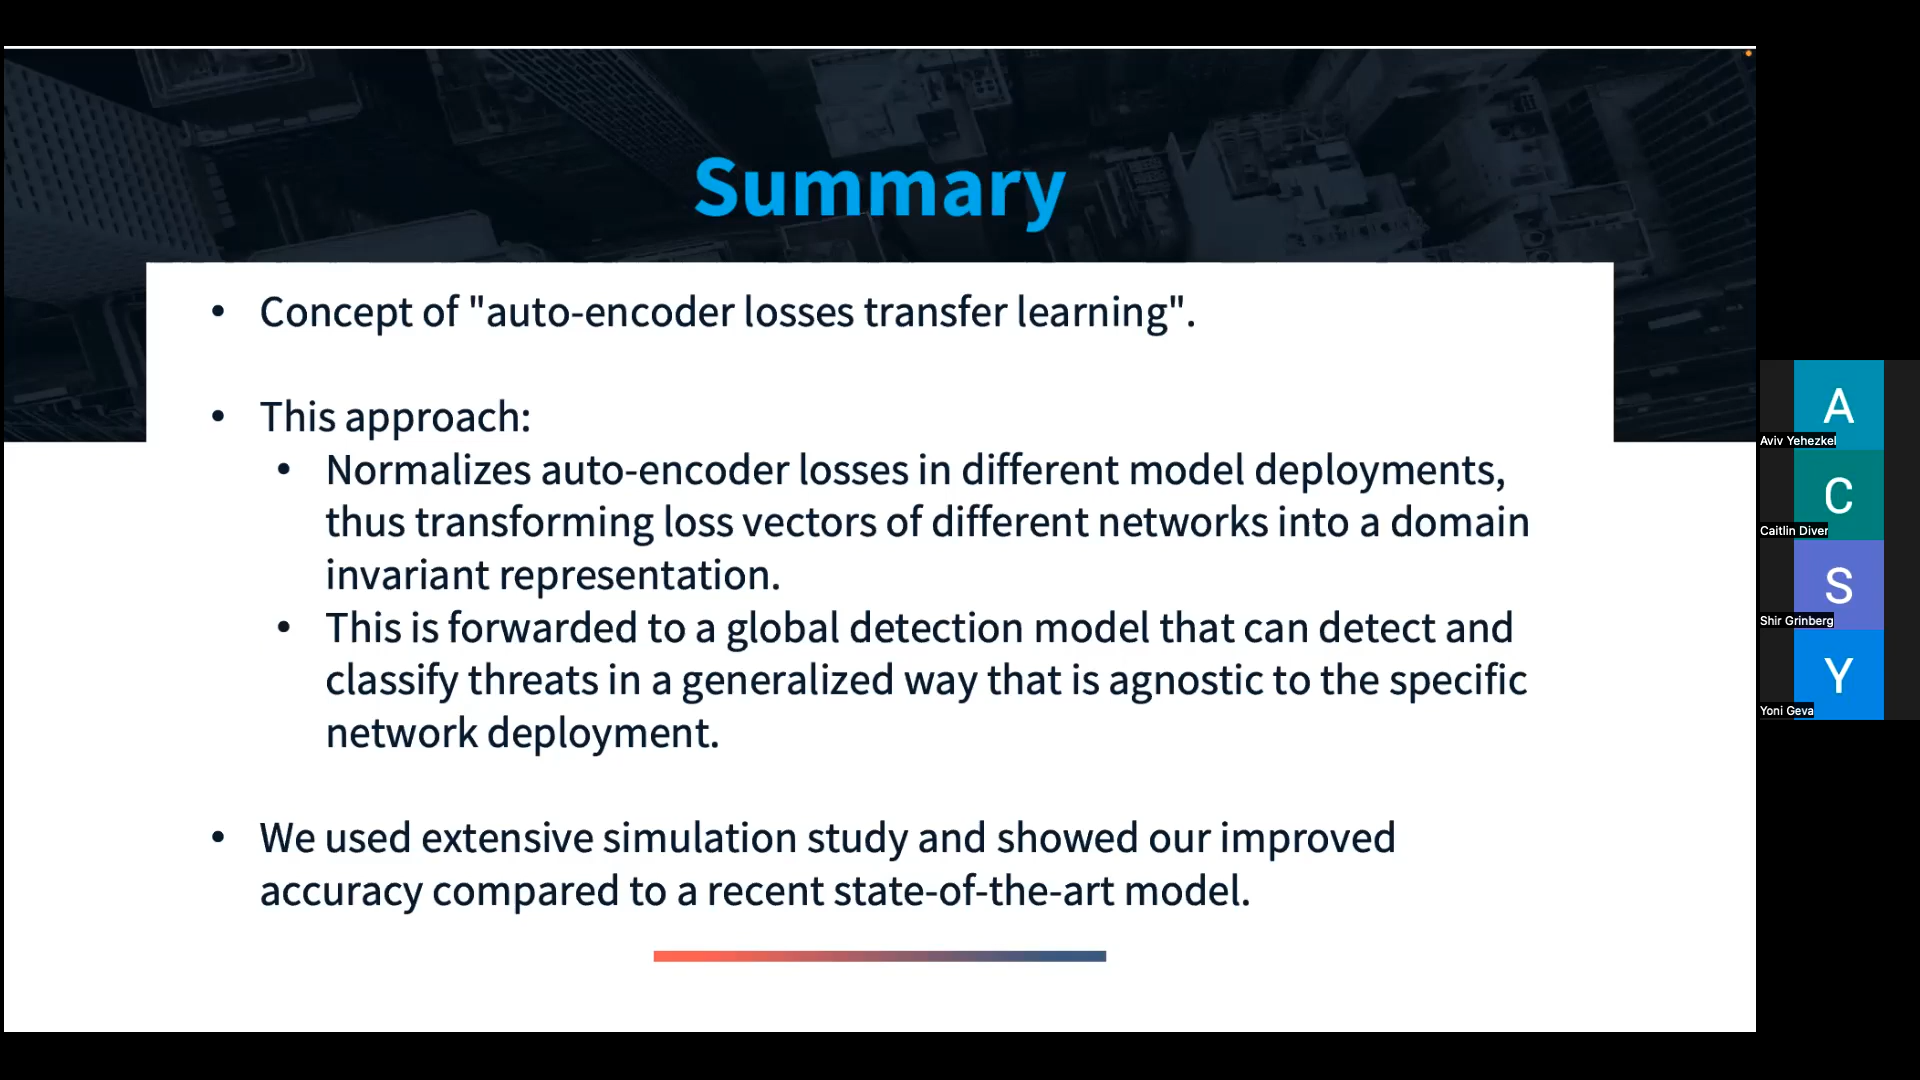 Summary
• Concept of "auto-encoder losses transfer learning".
• This approach:
• Normalizes auto-encoder losses in different model deployments,
thus transforming loss vectors of different networks into a domain
invariant representation.
• This is forwarded to a global detection model that can detect and
classify threats in a generalized way that is agnostic to the specific
network deployment.
• We used extensive simulation study and showed our improved
accuracy compared to a recent state-of-the-art model.
A
Aviv Yehezkel
C
Caitlin Diver
S
Shir Grinberg
Y
Yoni Geva